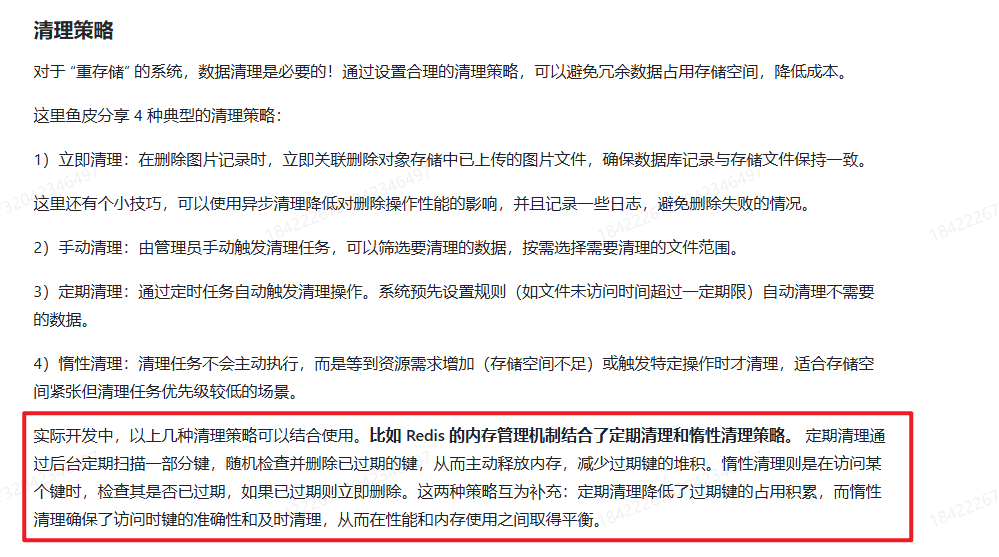 清理策略
对于 “重存储” 的系统，数据清理是必要的！通过设置合理的清理策略，可以避免冗余数据占用存储空间，降低成本。
这里鱼皮分享 4 种典型的清理策略：
1）立即清理：在删除图片记录时，立即关联删除对象存储中已上传的图片文件，确保数据库记录与存储文件保持一致。
这里还有个小技巧，可以使用异步清理降低对删除操作性能的影响，并且记录一些日志，避免删除失败的情况。
2）手动清理：由管理员手动触发清理任务，可以筛选要清理的数据，按需选择需要清理的文件范围。
3）定期清理：通过定时任务自动触发清理操作。系统预先设置规则（如文件未访问时间超过一定期限）自动清理不需要
的数据。
4）惰性清理：清理任务不会主动执行，而是等到资源需求增加（存储空间不足）或触发特定操作时才清理，适合存储空
间紧张但清理任务优先级较低的场景。
实际开发中，以上几种清理策略可以结合使用。比如 Redis 的内存管理机制结合了定期清理和惰性清理策略。 定期清理通
过后台定期扫描一部分键，随机检查并删除已过期的键，从而主动释放内存，减少过期键的堆积。惰性清理则是在访问某
个键时，检查其是否已过期，如果已过期则立即删除。这两种策略互为补充：定期清理降低了过期键的占用积累，而惰性
清理确保了访问时键的准确性和及时清理，从而在性能和内存使用之间取得平衡。